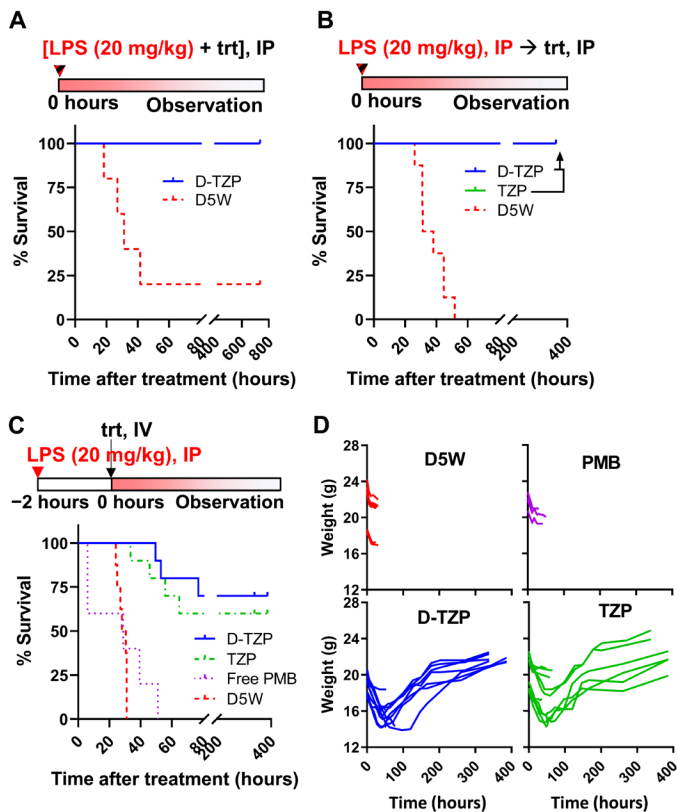 A
[LPS (20 mg/kg) + trt], IP
0 hours Observation
% Survival
100
75
50
25
0
D-TZP
D5W
0 20 40 60 80 400 600 800
Time after treatment (hours)
B
LPS (20 mg/kg), IP → trt, IP
0 hours Observation
% Survival
100
75
50
25
0
D-TZP
TZP
D5W
0 20 40 60 80 200 400
Time after treatment (hours)
C
trt, IV
LPS (20 mg/kg), IP
−2 hours 0 hours Observation
% Survival
100
75
50
25
0
D-TZP
TZP
Free PMB
D5W
0 20 40 60 80 200 400
Time after treatment (hours)
D
D5W PMB
Weight (g)
28
24
20
16
12
D-TZP TZP
Weight (g)
28
24
20
16
12
0 100 200 300 400 0 100 200 300 400
Time (hours) Time (hours)